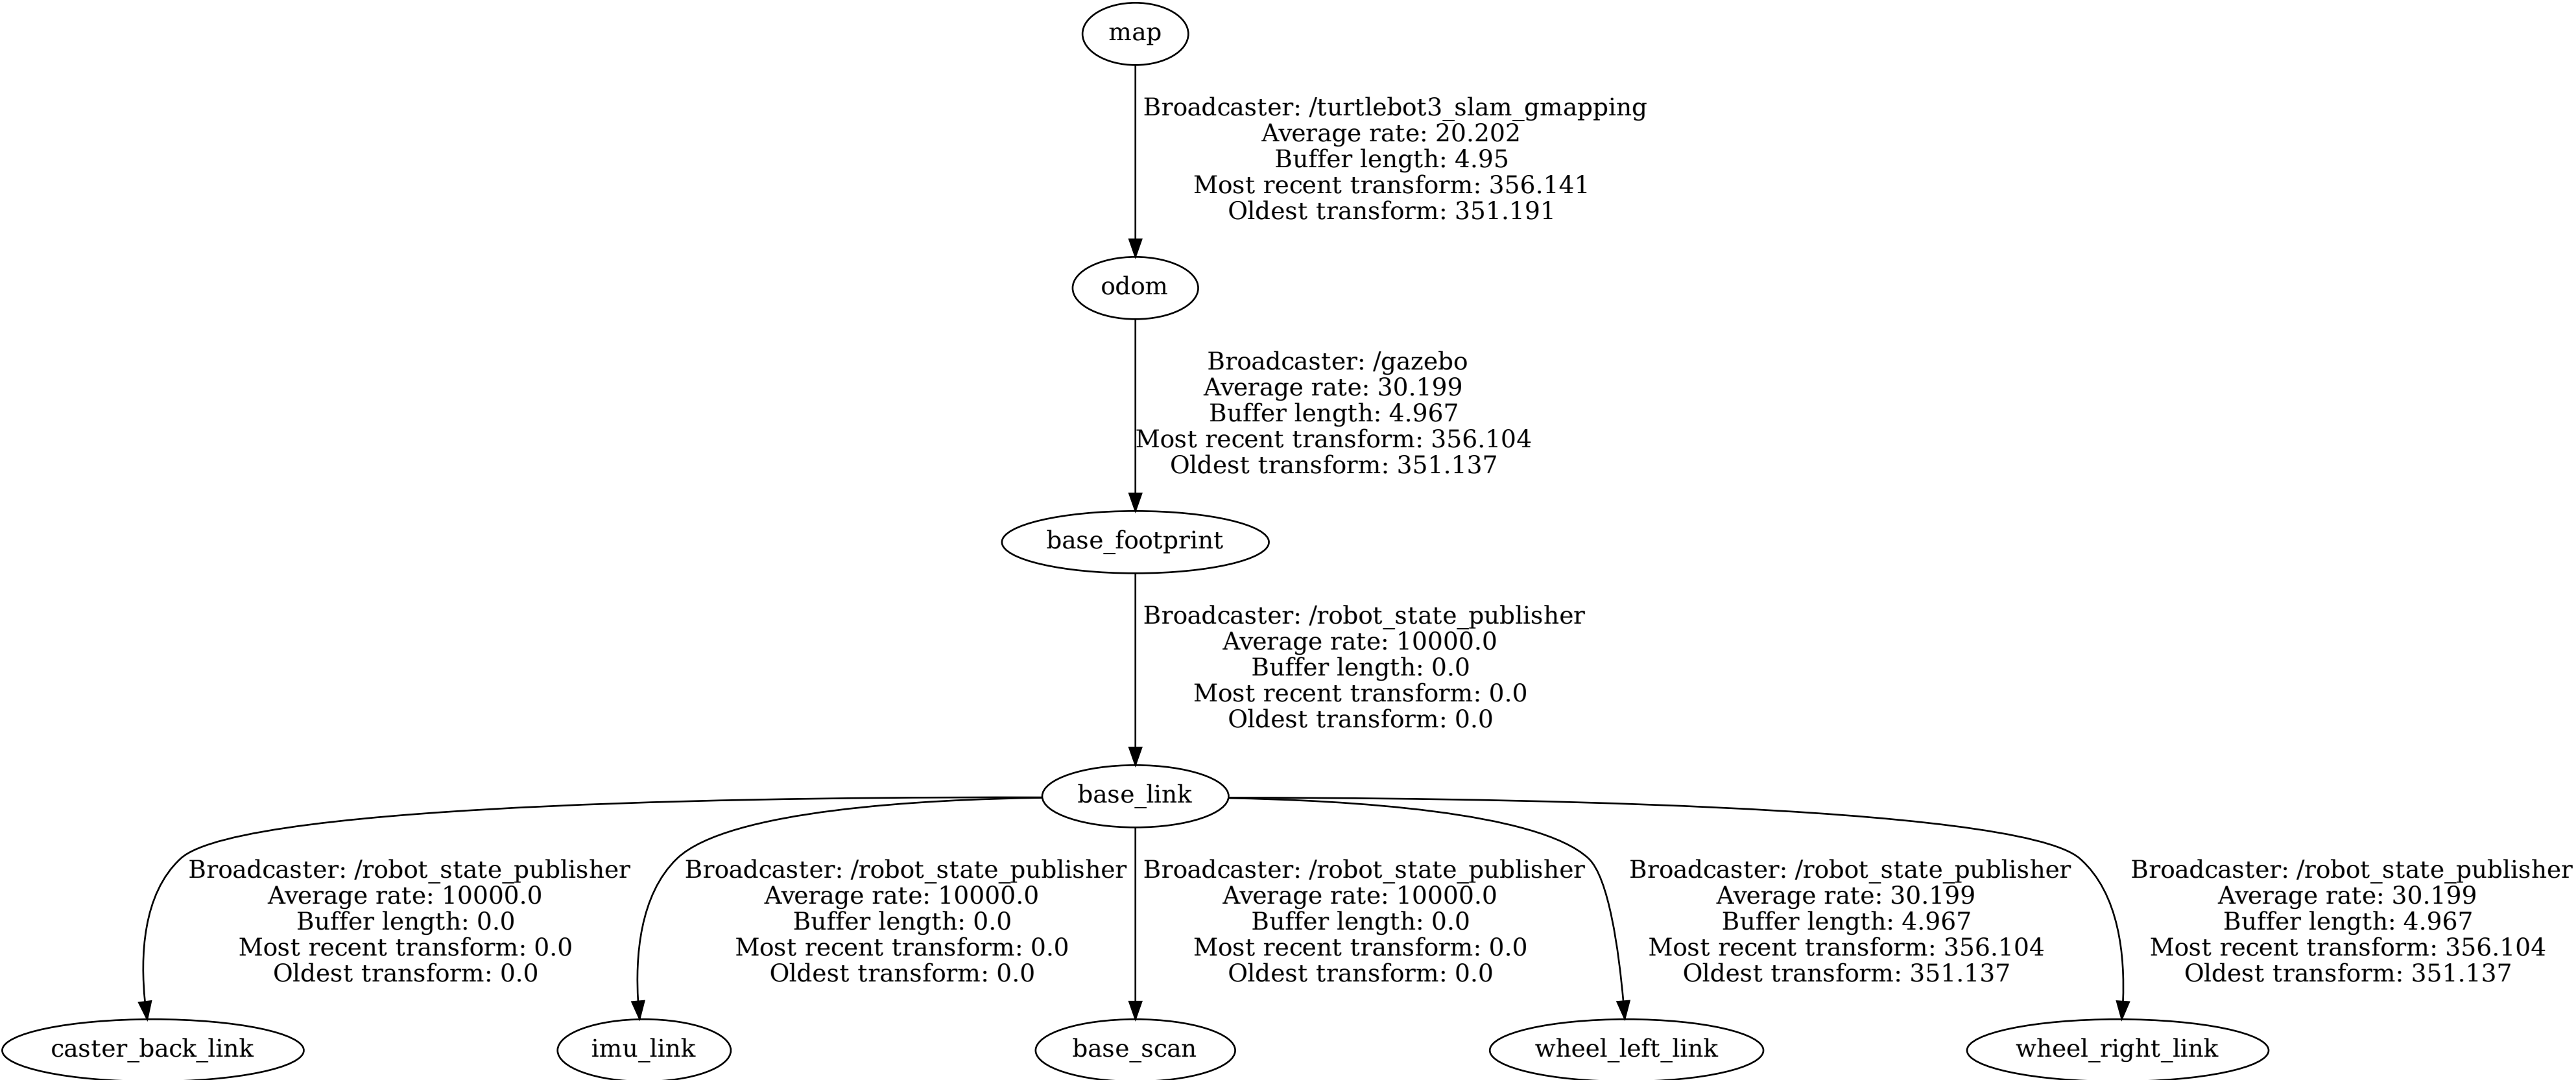 map
Broadcaster: /turtlebot3_slam_gmapping
Average rate: 20.202
Buffer length: 4.95
Most recent transform: 356.141
Oldest transform: 351.191
odom
Broadcaster: /gazebo
Average rate: 30.199
Buffer length: 4.967
Most recent transform: 356.104
Oldest transform: 351.137
base_footprint
Broadcaster: /robot_state_publisher
Average rate: 10000.0
Buffer length: 0.0
Most recent transform: 0.0
Oldest transform: 0.0
base_link
Broadcaster: /robot_state_publisher
Average rate: 10000.0
Buffer length: 0.0
Most recent transform: 0.0
Oldest transform: 0.0
Broadcaster: /robot_state_publisher
Average rate: 10000.0
Buffer length: 0.0
Most recent transform: 0.0
Oldest transform: 0.0
Broadcaster: /robot_state_publisher
Average rate: 10000.0
Buffer length: 0.0
Most recent transform: 0.0
Oldest transform: 0.0
Broadcaster: /robot_state_publisher
Average rate: 30.199
Buffer length: 4.967
Most recent transform: 356.104
Oldest transform: 351.137
Broadcaster: /robot_state_publisher
Average rate: 30.199
Buffer length: 4.967
Most recent transform: 356.104
Oldest transform: 351.137
caster_back_link
imu_link
base_scan
wheel_left_link
wheel_right_link